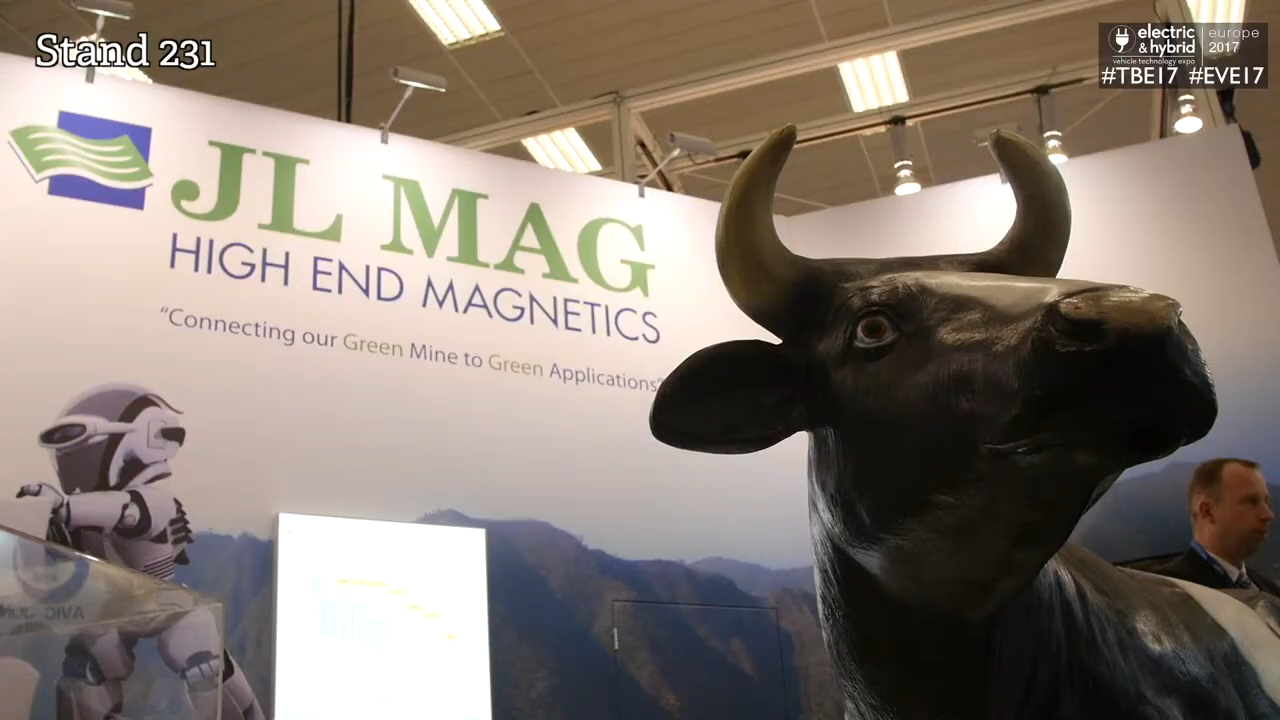 Stand 231
electric
& hybrid
vehicle technology expo
europe
2017
#TBE17 #EVE17
JL MAG
HIGH END MAGNETICS
“Connecting our Green Mine to Green Applications”
AVIC